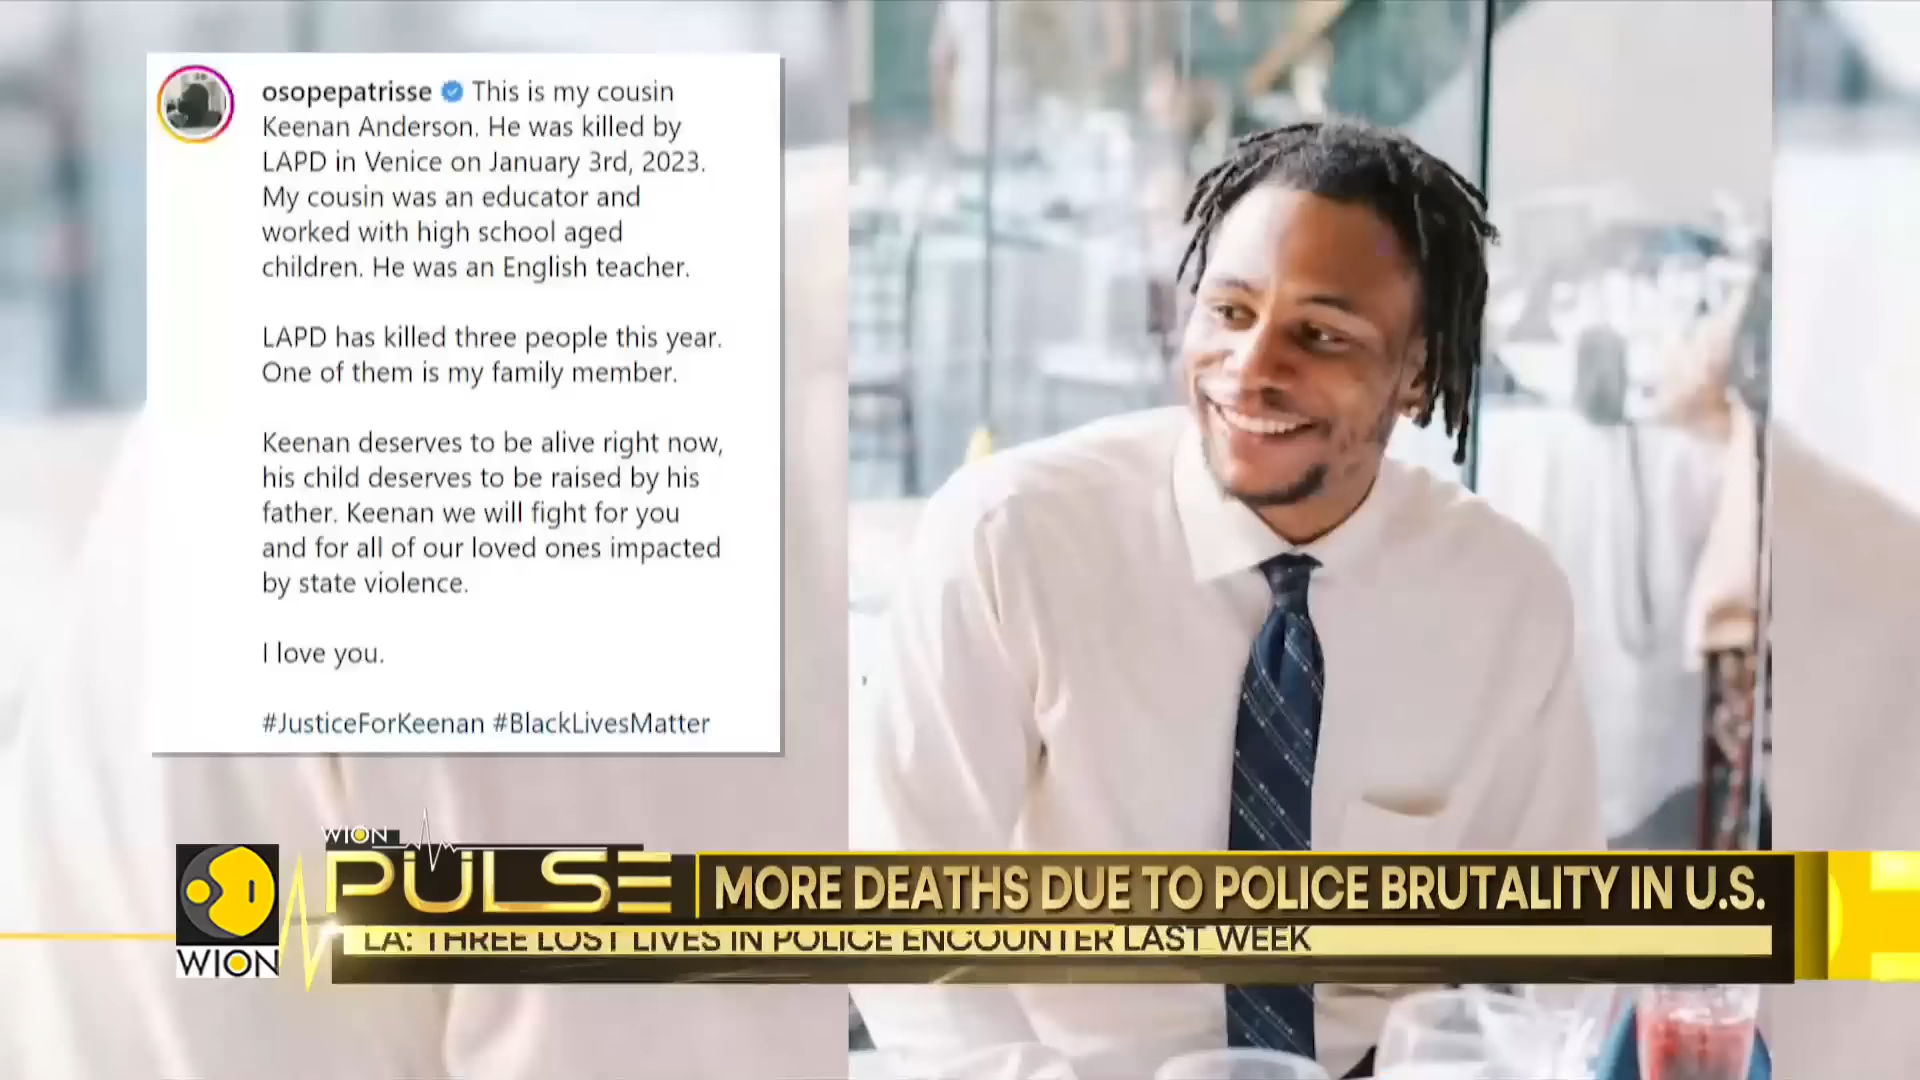 osopepatrisse This is my cousin
Keenan Anderson. He was killed by
LAPD in Venice on January 3rd, 2023.
My cousin was an educator and
worked with high school aged
children. He was an English teacher.
LAPD has killed three people this year.
One of them is my family member.
Keenan deserves to be alive right now,
his child deserves to be raised by his
father. Keenan we will fight for you
and for all of our loved ones impacted
by state violence.
I love you.
#JusticeForKeenan #BlackLivesMatter
WION
PULSE
MORE DEATHS DUE TO POLICE BRUTALITY IN U.S.
LA: THREE LOST LIVES IN POLICE ENCOUNTER LAST WEEK
WION